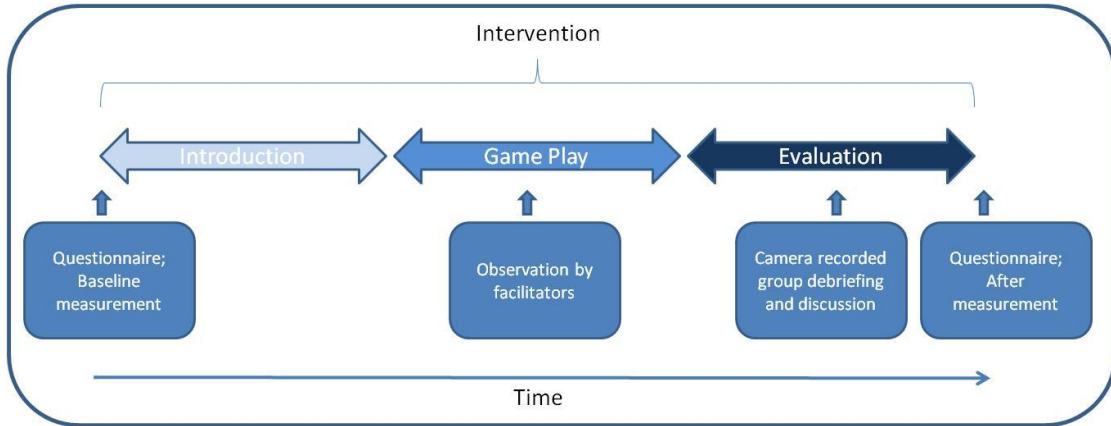 Intervention
Introduction
Game Play
Evaluation
Questionnaire;
Baseline
measurement
Observation by
facilitators
Camera recorded
group debriefing
and discussion
Questionnaire;
After
measurement
Time